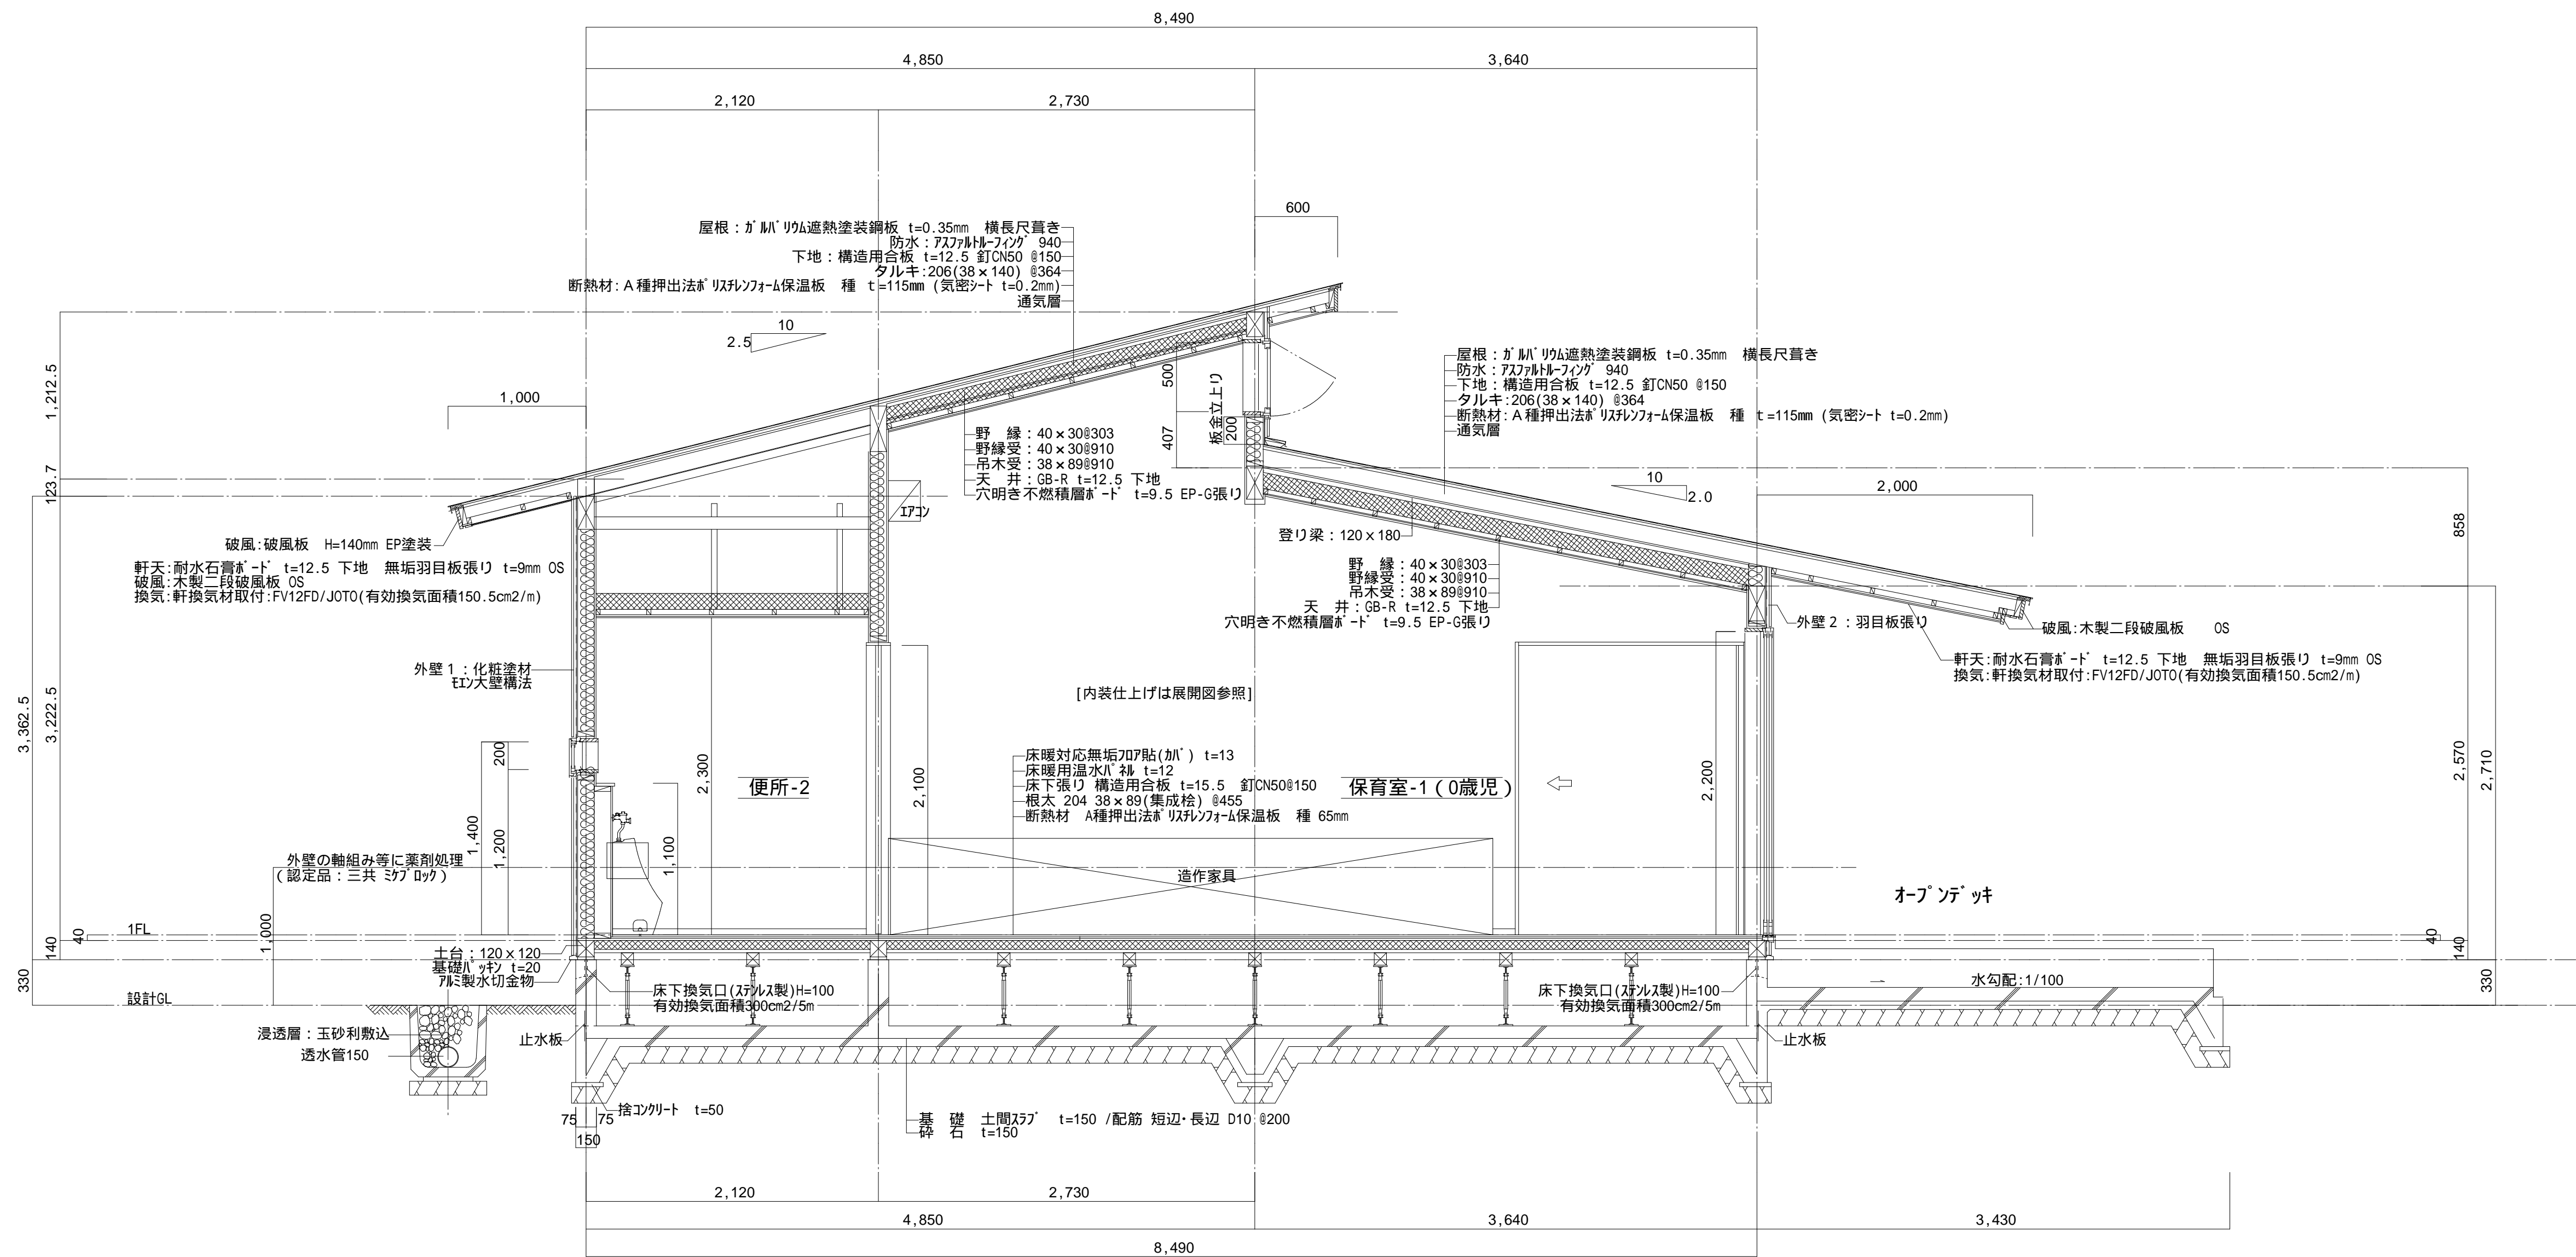 8,490
4,850
3,640
2,120
2,730
600
屋根：ｶﾞﾙﾊﾞﾘｳﾑ遮熱塗装鋼板 t=0.35mm　横長尺葺き
防水：ｱｽﾌｧﾙﾄﾙｰﾌｨﾝｸﾞ 940
下地：構造用合板 t=12.5 釘CN50 @150
タルキ:206(38×140) @364
断熱材:Ａ種押出法ﾎﾟﾘｽﾁﾚﾝﾌｫｰﾑ保温板　種　t=115mm (気密ｼｰﾄ t=0.2mm)
通気層
10
2.5
屋根：ｶﾞﾙﾊﾞﾘｳﾑ遮熱塗装鋼板 t=0.35mm　横長尺葺き
防水：ｱｽﾌｧﾙﾄﾙｰﾌｨﾝｸﾞ 940
下地：構造用合板 t=12.5 釘CN50 @150
タルキ:206(38×140) @364
断熱材:Ａ種押出法ﾎﾟﾘｽﾁﾚﾝﾌｫｰﾑ保温板　種　t=115mm (気密ｼｰﾄ t=0.2mm)
通気層
1,212.5
1,000
500
407
板金立上り
200
野　縁：40×30@303
野縁受：40×30@910
吊木受：38×89@910
天　井：GB-R t=12.5 下地
穴明き不燃積層ﾎﾞｰﾄﾞ t=9.5 EP-G張り
10
2.0
2,000
123.7
ｴｱｺﾝ
858
登り梁：120×180
破風:破風板　H=140mm EP塗装
軒天:耐水石膏ﾎﾞｰﾄﾞ t=12.5 下地　無垢羽目板張り t=9mm OS
破風:木製二段破風板 OS
換気:軒換気材取付:FV12FD/JOTO(有効換気面積150.5cm2/m)
野　縁：40×30@303
野縁受：40×30@910
吊木受：38×89@910
天　井：GB-R t=12.5 下地
穴明き不燃積層ﾎﾞｰﾄﾞ t=9.5 EP-G張り
外壁２：羽目板張り
破風:木製二段破風板　　OS
軒天:耐水石膏ﾎﾞｰﾄﾞ t=12.5 下地　無垢羽目板張り t=9mm OS
換気:軒換気材取付:FV12FD/JOTO(有効換気面積150.5cm2/m)
外壁１：化粧塗材
ﾓｴﾝ大壁構法
[内装仕上げは展開図参照]
3,362.5
3,222.5
200
2,300
便所-2
2,100
床暖対応無垢ﾌﾛｱ貼(ｶﾊﾞ) t=13
床暖用温水ﾊﾟﾈﾙ t=12
床下張り 構造用合板 t=15.5　釘CN50@150
根太 204 38×89(集成桧) @455
断熱材　A種押出法ﾎﾟﾘｽﾁﾚﾝﾌｫｰﾑ保温板　種 65mm
保育室-1（0歳児）
2,200
2,570
2,710
1,400
1,200
1,100
外壁の軸組み等に薬剤処理
(認定品：三共 ﾐｹﾌﾞﾛｯｸ)
造作家具
オープンデッキ
1FL
40
140
1,000
土台：120×120
基礎ﾊﾟｯｷﾝ t=20
ｱﾙﾐ製水切金物
40
140
330
設計GL
床下換気口(ｽﾃﾝﾚｽ製)H=100
有効換気面積300cm2/5m
床下換気口(ｽﾃﾝﾚｽ製)H=100
有効換気面積300cm2/5m
水勾配:1/100
330
浸透層：玉砂利敷込
透水管150
止水板
止水板
捨ｺﾝｸﾘｰﾄ　t=50
75
75
150
基　礎　土間ｽﾗﾌﾞ　t=150 /配筋 短辺･長辺 D10 @200
砕　石　t=150
2,120
2,730
4,850
3,640
3,430
8,490